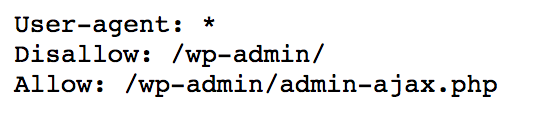 User-agent: *
Disallow: /wp-admin/
Allow: /wp-admin/admin-ajax.php